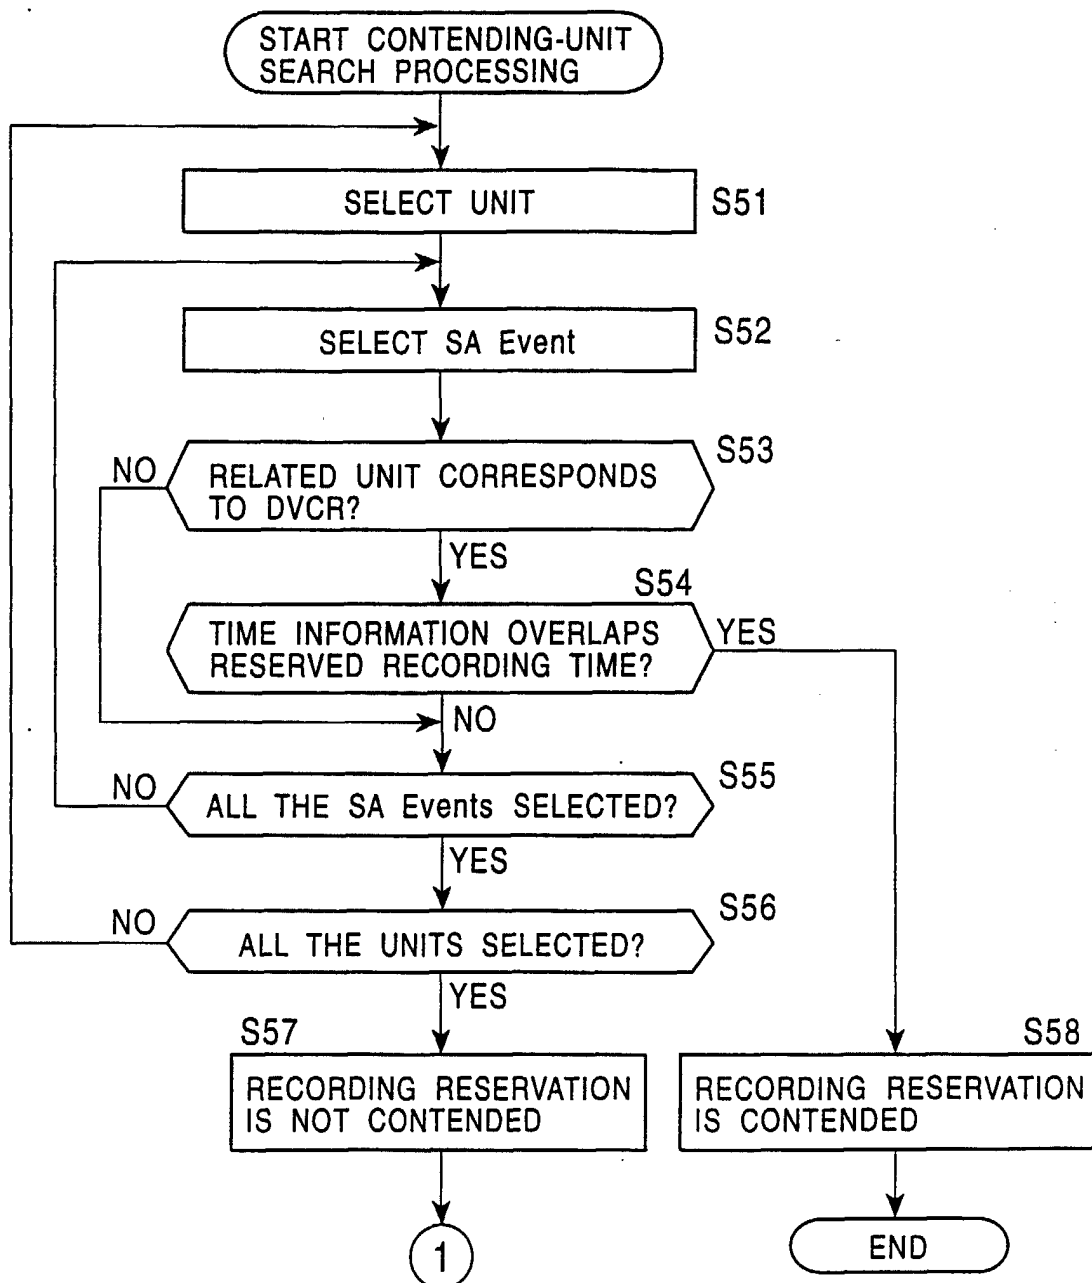 START CONTENDING-UNIT
SEARCH PROCESSING
SELECT UNIT
S51
SELECT SA Event
S52
S53
NO
RELATED UNIT CORRESPONDS
TO DVCR?
YES
S54
TIME INFORMATION OVERLAPS
RESERVED RECORDING TIME?
YES
NO
S55
NO
ALL THE SA Events SELECTED?
YES
S56
NO
ALL THE UNITS SELECTED?
YES
S57
RECORDING RESERVATION
IS NOT CONTENDED
S58
RECORDING RESERVATION
IS CONTENDED
1
END